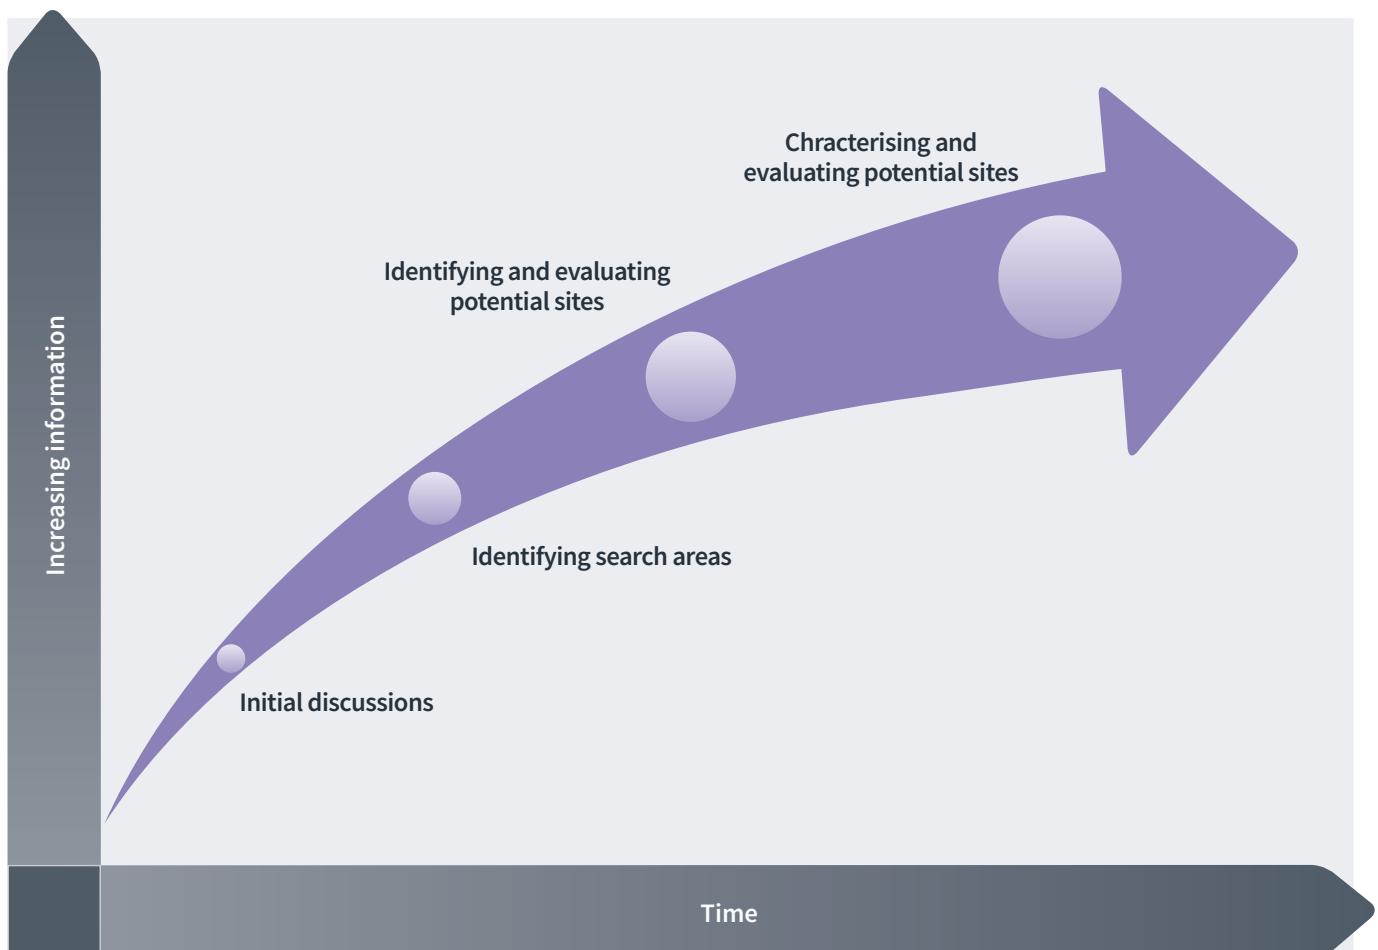 Chracterising and
evaluating potential sites
Identifying and evaluating
potential sites
Increasing information
Identifying search areas
Initial discussions
Time